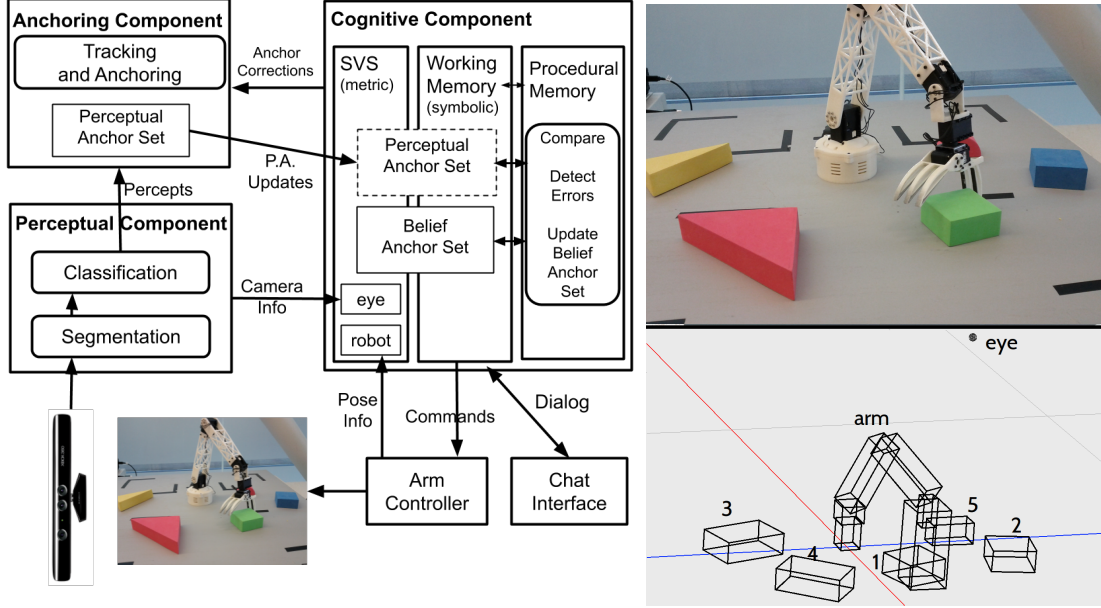 Anchoring Component
Tracking
and Anchoring
Perceptual
Anchor Set
Percepts
Perceptual Component
Classification
Segmentation
Anchor
Corrections
P.A.
Updates
Camera
Info
Cognitive Component
SVS
(metric)
Working
Memory
(symbolic)
Procedural
Memory
Perceptual
Anchor Set
Belief
Anchor Set
eye
robot
Compare
Detect
Errors
Update
Belief
Anchor
Set
Pose
Info
Commands
Dialog
Arm
Controller
Chat
Interface
eye
arm
3
5
2
4
1